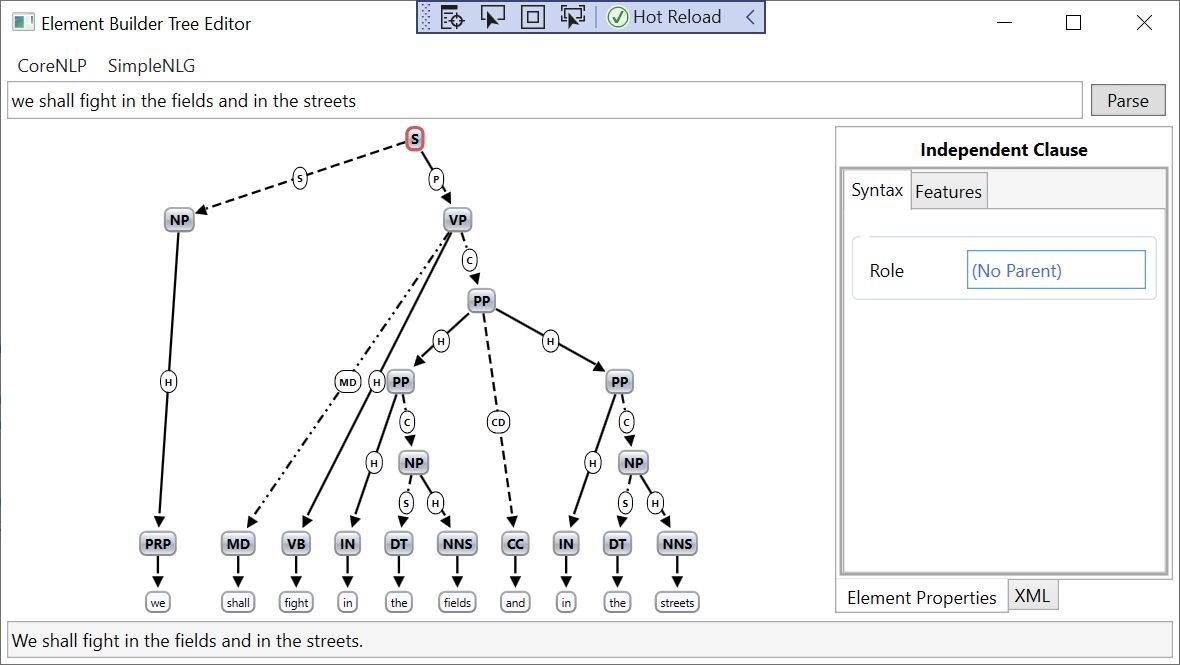 Element Builder Tree Editor
Hot Reload
CoreNLP SimpleNLG
we shall fight in the fields and in the streets
Parse
S
Independent Clause
S P
Syntax Features
NP VP
C
Role (No Parent)
PP
H H
H MD H PP PP
C CD C
H NP H NP
S H S H
PRP MD VB IN DT NNS CC IN DT NNS
we shall fight in the fields and in the streets
Element Properties XML
We shall fight in the fields and in the streets.